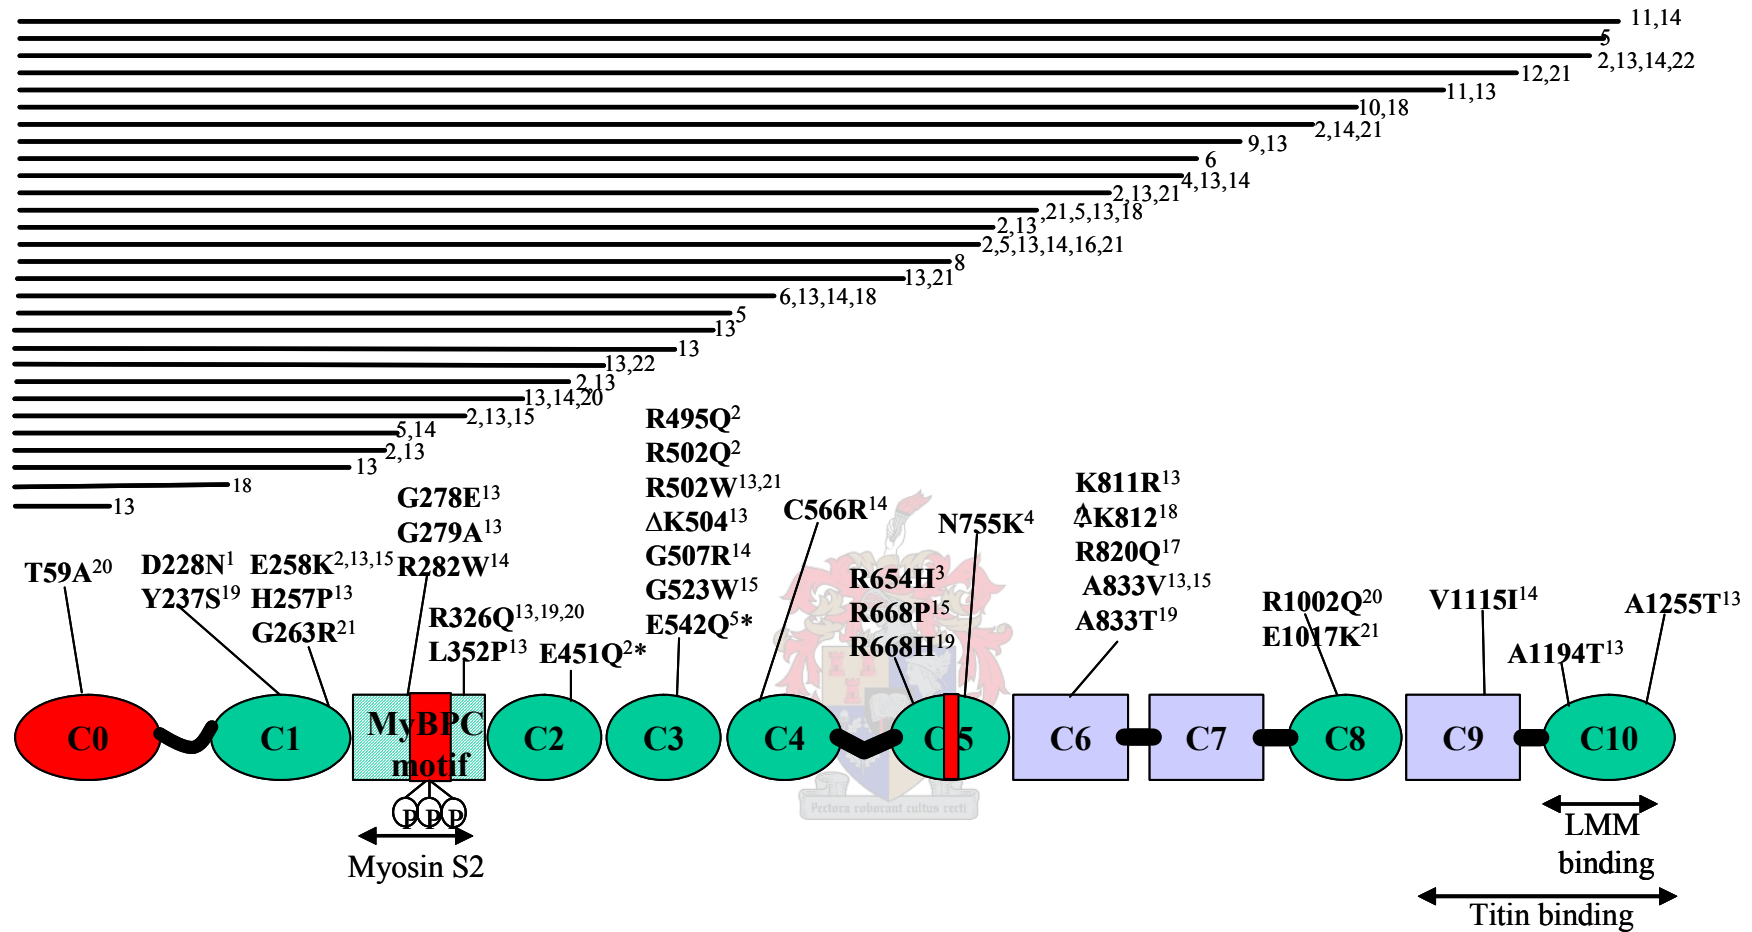 11,14
5
2,13,14,22
12,21
11,13
10,18
2,14,21
9,13
6
4,13,14
2,13,21
,21,5,13,18
2,13
2,5,13,14,16,21
8
13,21
6,13,14,18
5
13
13
13,22
2,13
13,14,20
2,13,15
5,14
2,13
13
18
13
T59A20
D228N1
Y237S19
E258K2,13,15
H257P13
G263R21
G278E13
G279A13
R282W14
R326Q13,19,20
L352P13
E451Q2*
R495Q2
R502Q2
R502W13,21
ΔK50413
G507R14
G523W15
E542Q5*
C566R14
R654H3
R668P15
R668H19
N755K4
K811R13
ΔK81218
R820Q17
A833V13,15
A833T19
R1002Q20
E1017K21
V1115I14
A1194T13
A1255T13
C0
C1
MyBPC
motif
C2
C3
C4
C5
C6
C7
C8
C9
C10
P P P
Myosin S2
Pectora roborant cultus recti
LMM
binding
Titin binding